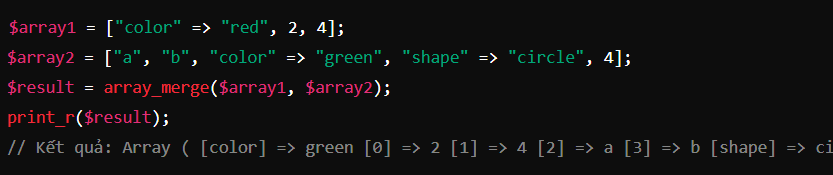 $array1 = ["color" => "red", 2, 4];
$array2 = ["a", "b", "color" => "green", "shape" => "circle", 4];
$result = array_merge($array1, $array2);
print_r($result);
// Kết quả: Array ( [color] => green [0] => 2 [1] => 4 [2] => a [3] => b [shape] => ci